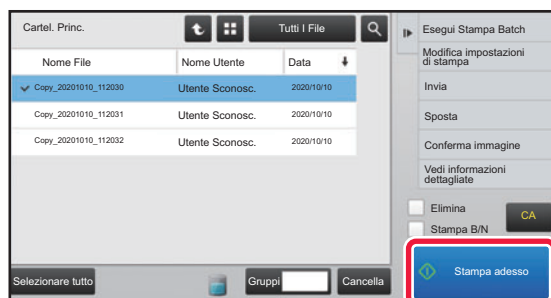 Cartel. Princ.
Tutti I File
Nome File
Nome Utente
Data
Copy_20201010_112030
Utente Sconosc.
2020/10/10
Copy_20201010_112031
Utente Sconosc.
2020/10/10
Copy_20201010_112032
Utente Sconosc.
2020/10/10
Selezionare tutto
Gruppi
Cancella
Esegui Stampa Batch
Modifica impostazioni
di stampa
Invia
Sposta
Conferma immagine
Vedi informazioni
dettagliate
Elimina
Stampa B/N
CA
Stampa adesso